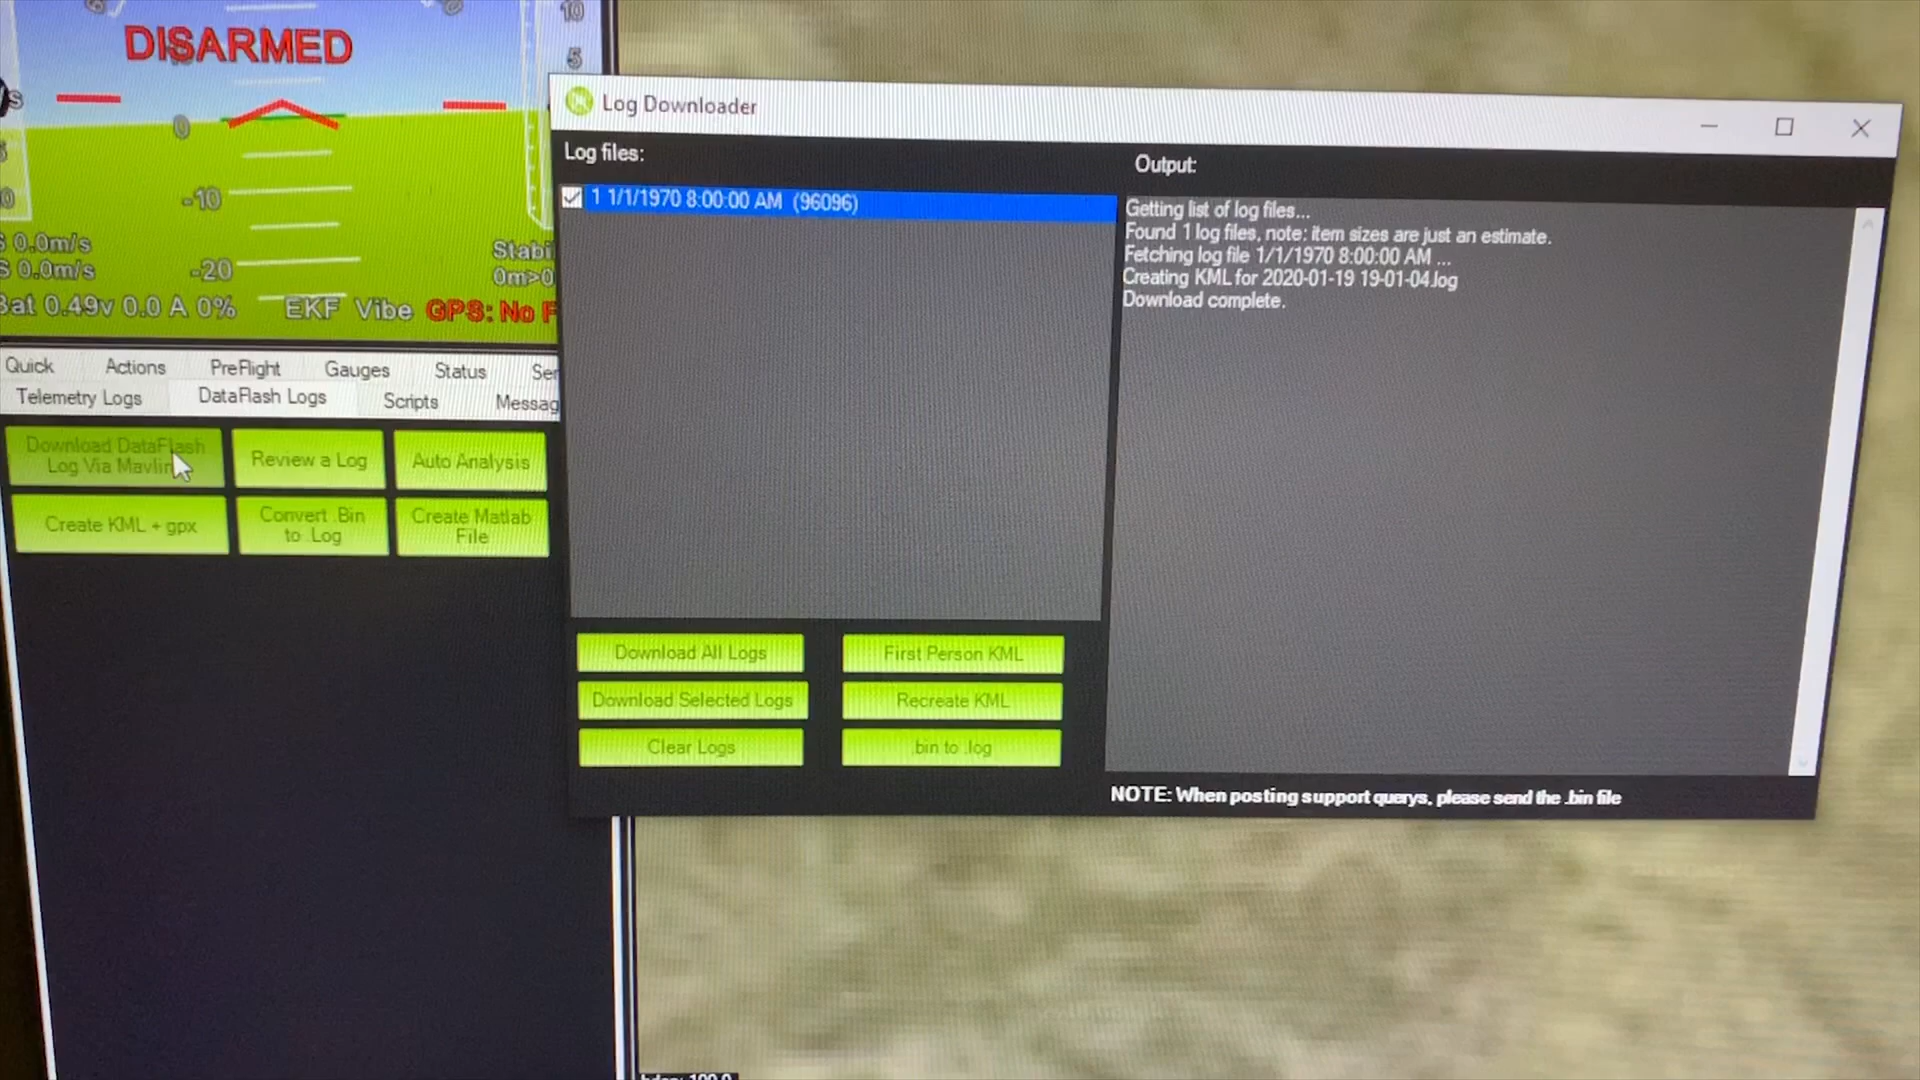 DISARMED
10
5
0
-10
-20
0.0m/s
0.0m/s
Stabi
0m>0
Bat 0.49v 0.0 A 0%
EKF Vibe GPS: No F
Quick Actions PreFlight Gauges Status Ser
Telemetry Logs DataFlash Logs Scripts Messag
Download DataFlash
Log Via Mavlin
Review a Log
Auto Analysis
Create KML + gpx
Convert .Bin
to .Log
Create Matlab
File
Log Downloader
Log files:
1 1/1/1970 8:00:00 AM (96096)
Output:
Getting list of log files...
Found 1 log files, note: item sizes are just an estimate.
Fetching log file 1/1/1970 8:00:00 AM ...
Creating KML for 2020-01-19 19-01-04.log
Download complete.
Download All Logs
First Person KML
Download Selected Logs
Recreate KML
Clear Logs
.bin to .log
NOTE: When posting support querys, please send the .bin file